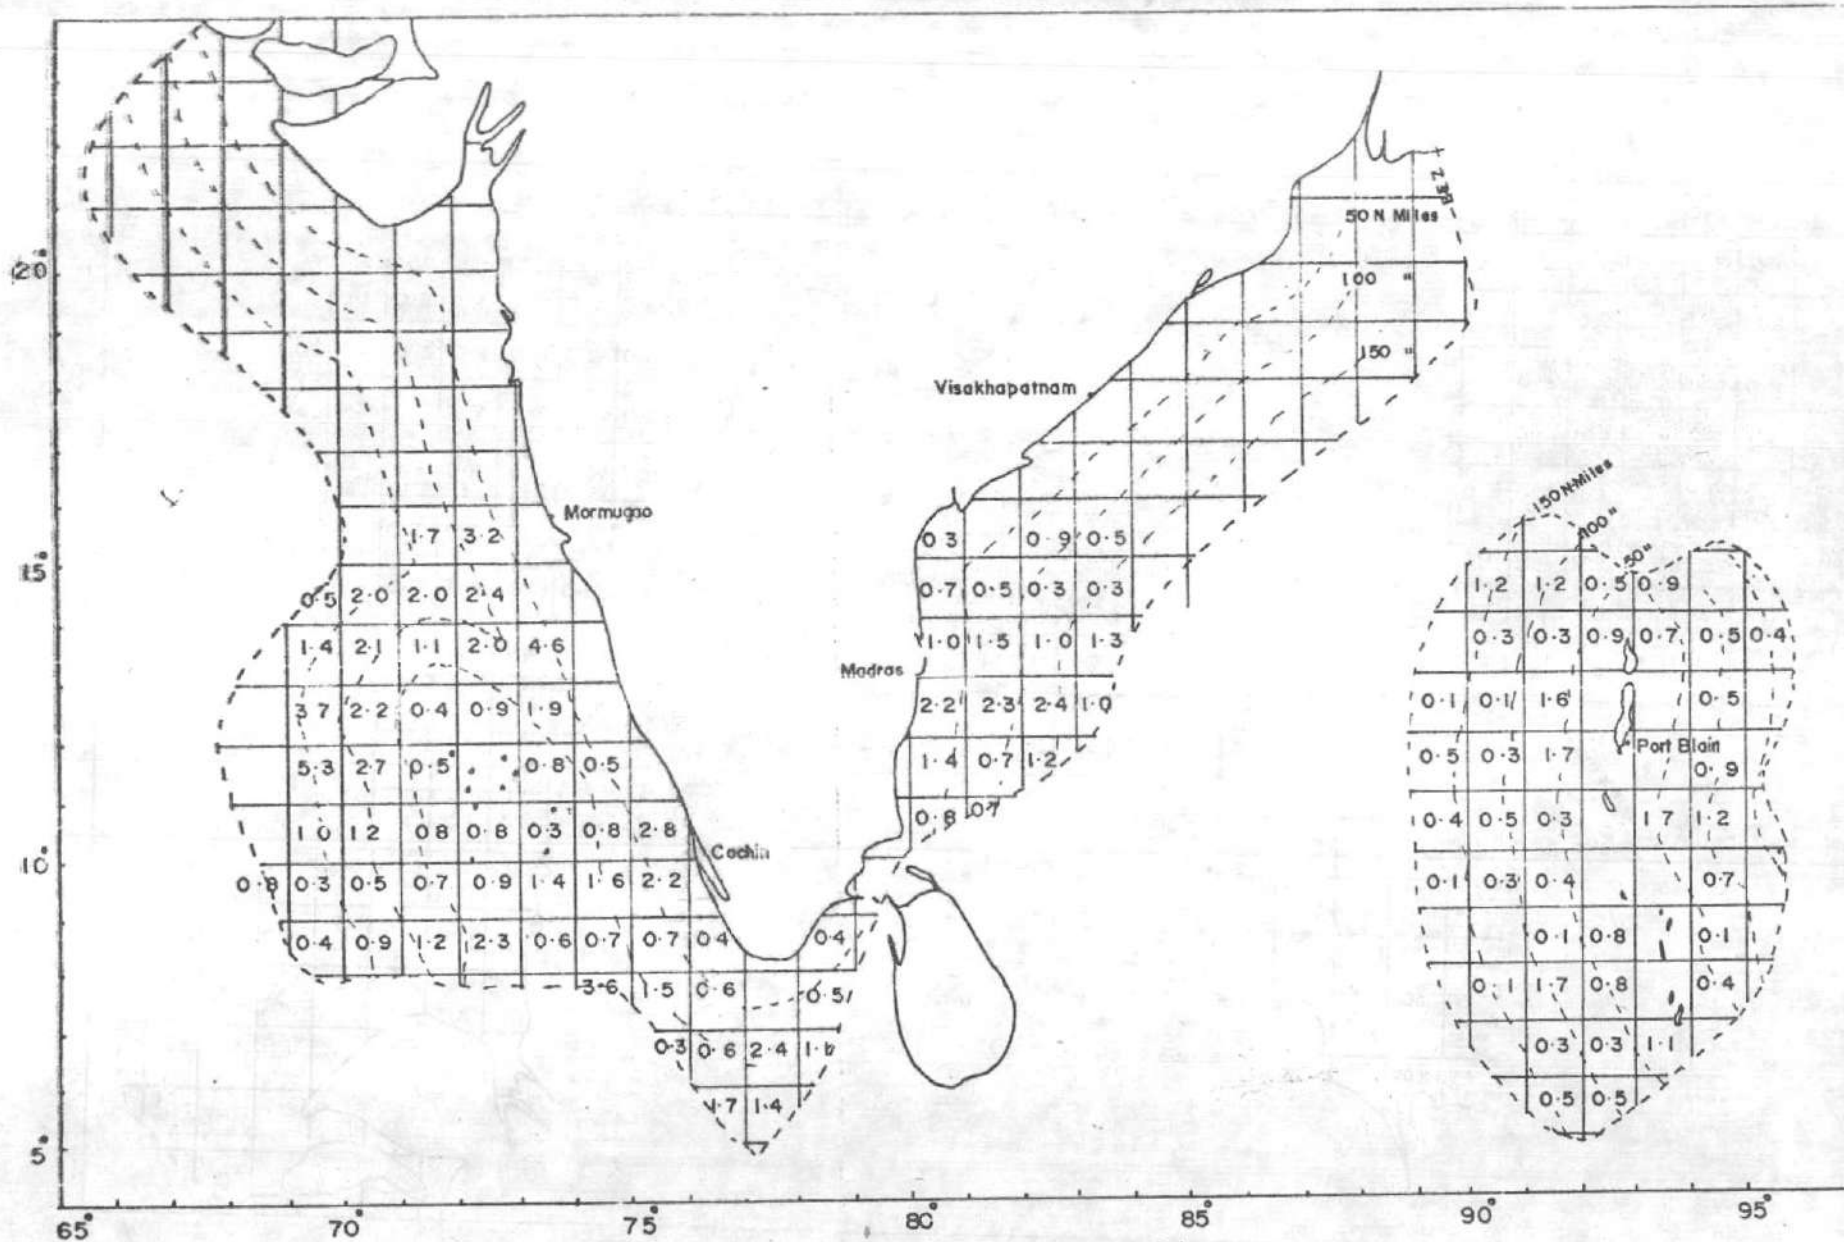 EEZ
50 N Miles
20°
100 "
150 "
Visakhapatnam
150 N-Miles
Mormugao
100"
1·7 3·2
0·3 0·9 0·5
50"
15°
0·5 2·0 2·0 2·4
0·7 0·5 0·3 0·3
1·2 1·2 0·5 0·9
1·4 2·1 1·1 2·0 4·6
1·0 1·5 1·0 1·3
0·3 0·3 0·9 0·7 0·5 0·4
Madras
3·7 2·2 0·4 0·9 1·9
2·2 2·3 2·4 1·0
0·1 0·1 1·6 0·5
Port Blair
5·3 2·7 0·5 0·8 0·5
1·4 0·7 1·2
0·5 0·3 1·7 0·9
1·0 1·2 0·8 0·8 0·3 0·8 2·8
0·8 0·7
0·4 0·5 0·3 1·7 1·2
Cochin
10°
0·8 0·3 0·5 0·7 0·9 1·4 1·6 2·2
0·1 0·3 0·4 0·7
0·4 0·9 1·2 2·3 0·6 0·7 0·7 0·4 0·4
0·1 0·8 0·1
3·6 1·5 0·6 0·5
0·1 1·7 0·8 0·4
0·3 0·6 2·4 1·1
0·3 0·3 1·1
1·7 1·4
0·5 0·5
5°
65° 70° 75° 80° 85° 90° 95°